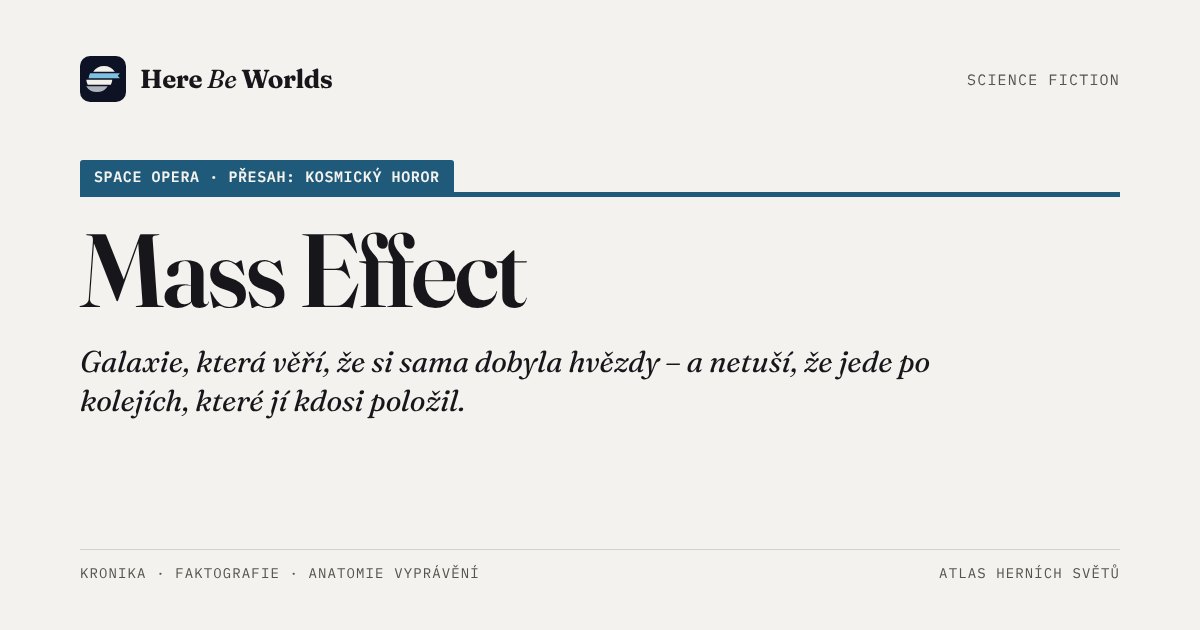 Here Be Worlds
SCIENCE FICTION
SPACE OPERA · PŘESAH: KOSMICKÝ HOROR
Mass Effect
Galaxie, která věří, že si sama dobyla hvězdy – a netuší, že jede po
kolejích, které jí kdosi položil.
KRONIKA · FAKTOGRAFIE · ANATOMIE VYPRÁVĚNÍ
ATLAS HERNÍCH SVĚTŮ